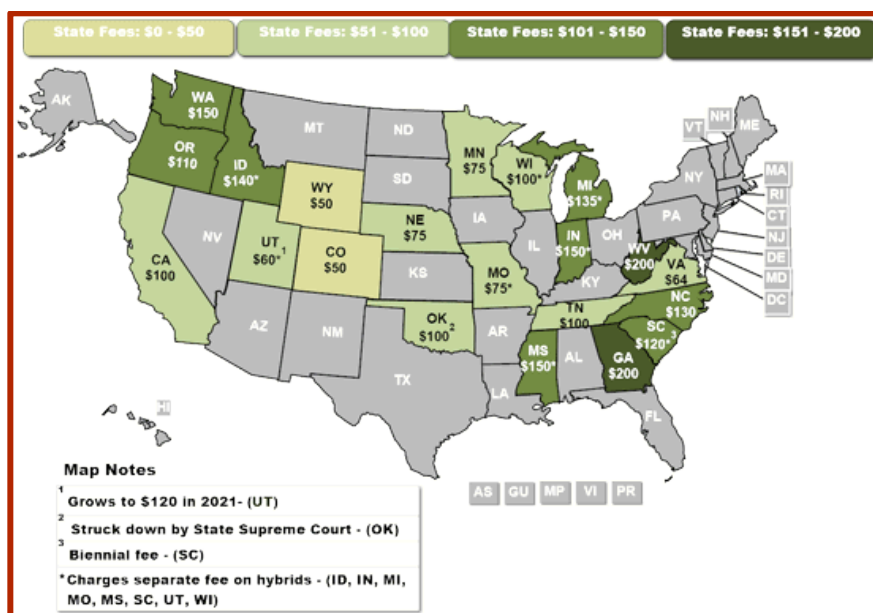 State Fees: $0 - $50
State Fees: $51 - $100
State Fees: $101 - $150
State Fees: $151 - $200
AK
WA
$150
OR
$110
ID
$140*
MT
ND
SD
WY
$50
MN
$75
WI
$100*
MI
$135*
NE
$75
IA
IL
IN
$150*
OH
PA
NY
VT
NH
ME
MA
RI
CT
NJ
DE
MD
DC
CA
$100
NV
UT
$60*1
CO
$50
KS
MO
$75*
KY
WV
$200
VA
$64
NC
$130
TN
$100
SC
$120*3
AZ
NM
OK
$1002
AR
MS
$150*
AL
GA
$200
TX
LA
FL
HI
AS
GU
MP
VI
PR
Map Notes
1 Grows to $120 in 2021- (UT)
2 Struck down by State Supreme Court - (OK)
3 Biennial fee - (SC)
*Charges separate fee on hybrids - (ID, IN, MI,
MO, MS, SC, UT, WI)